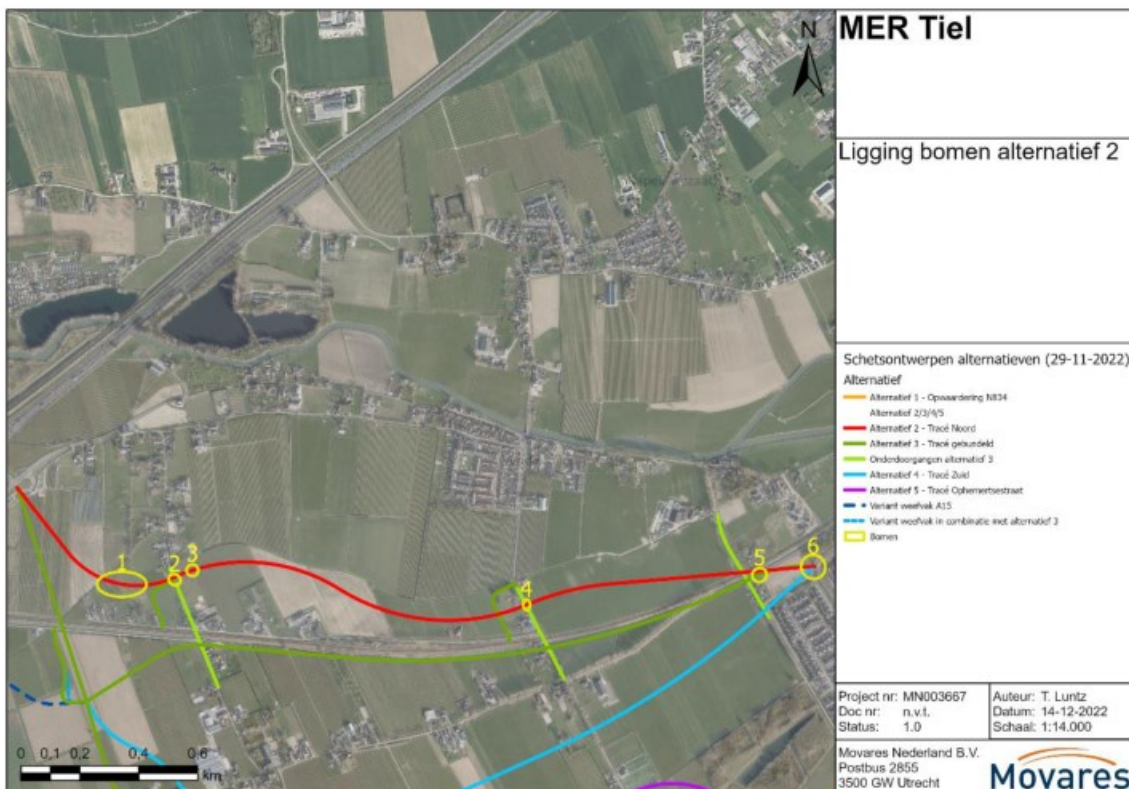 MER Tiel
N
Ligging bomen alternatief 2
Schetsontwerpen alternatieven (29-11-2022)
Alternatief
Alternatief 1 - Opwaardering N834
Alternatief 2/3/4/5
Alternatief 2 - Tracé Noord
Alternatief 3 - Tracé gebundeld
Onderdoorgangen alternatief 3
Alternatief 4 - Tracé Zuid
Alternatief 5 - Tracé Ophemertsestraat
Variant weefvak A15
Variant weefvak in combinatie met alternatief 3
Bomen
1
2
3
4
5
6
0 0,1 0,2 0,4 0,6
km
Project nr: MN003667
Doc nr: n.v.t.
Status: 1.0
Auteur: T. Luntz
Datum: 14-12-2022
Schaal: 1:14.000
Movares Nederland B.V.
Postbus 2855
3500 GW Utrecht
Movares